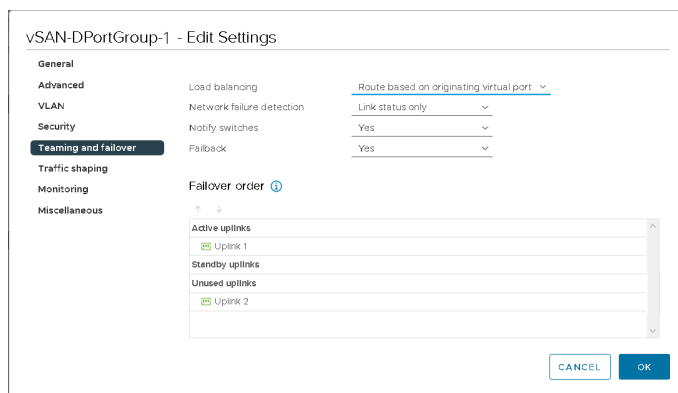 vSAN-DPortGroup-1 - Edit Settings
General
Advanced
VLAN
Security
Teaming and failover
Traffic shaping
Monitoring
Miscellaneous
Load balancing Route based on originating virtual port
Network failure detection Link status only
Notify switches Yes
Failback Yes
Failover order
Active uplinks
Uplink 1
Standby uplinks
Unused uplinks
Uplink 2
CANCEL OK